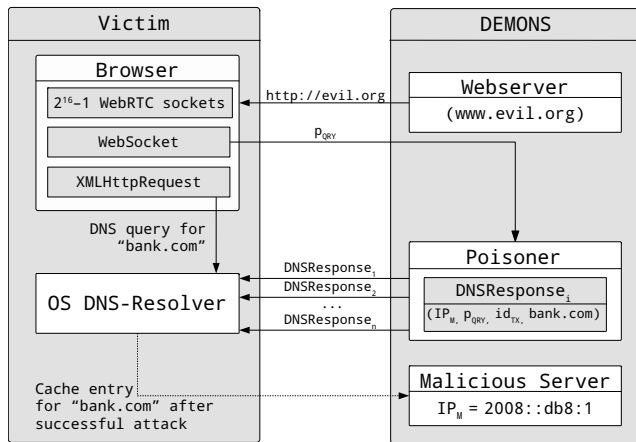 Victim
Browser
2¹⁶-1 WebRTC sockets
WebSocket
XMLHttpRequest
DNS query for
“bank.com”
OS DNS-Resolver
Cache entry
for “bank.com” after
successful attack
http://evil.org
p_QRY
DNSResponse₁
DNSResponse₂
...
DNSResponseₙ
DEMONS
Webserver
(www.evil.org)
Poisoner
DNSResponseᵢ
(IP_M, p_QRY, id_TX, bank.com)
Malicious Server
IP_M = 2008::db8:1